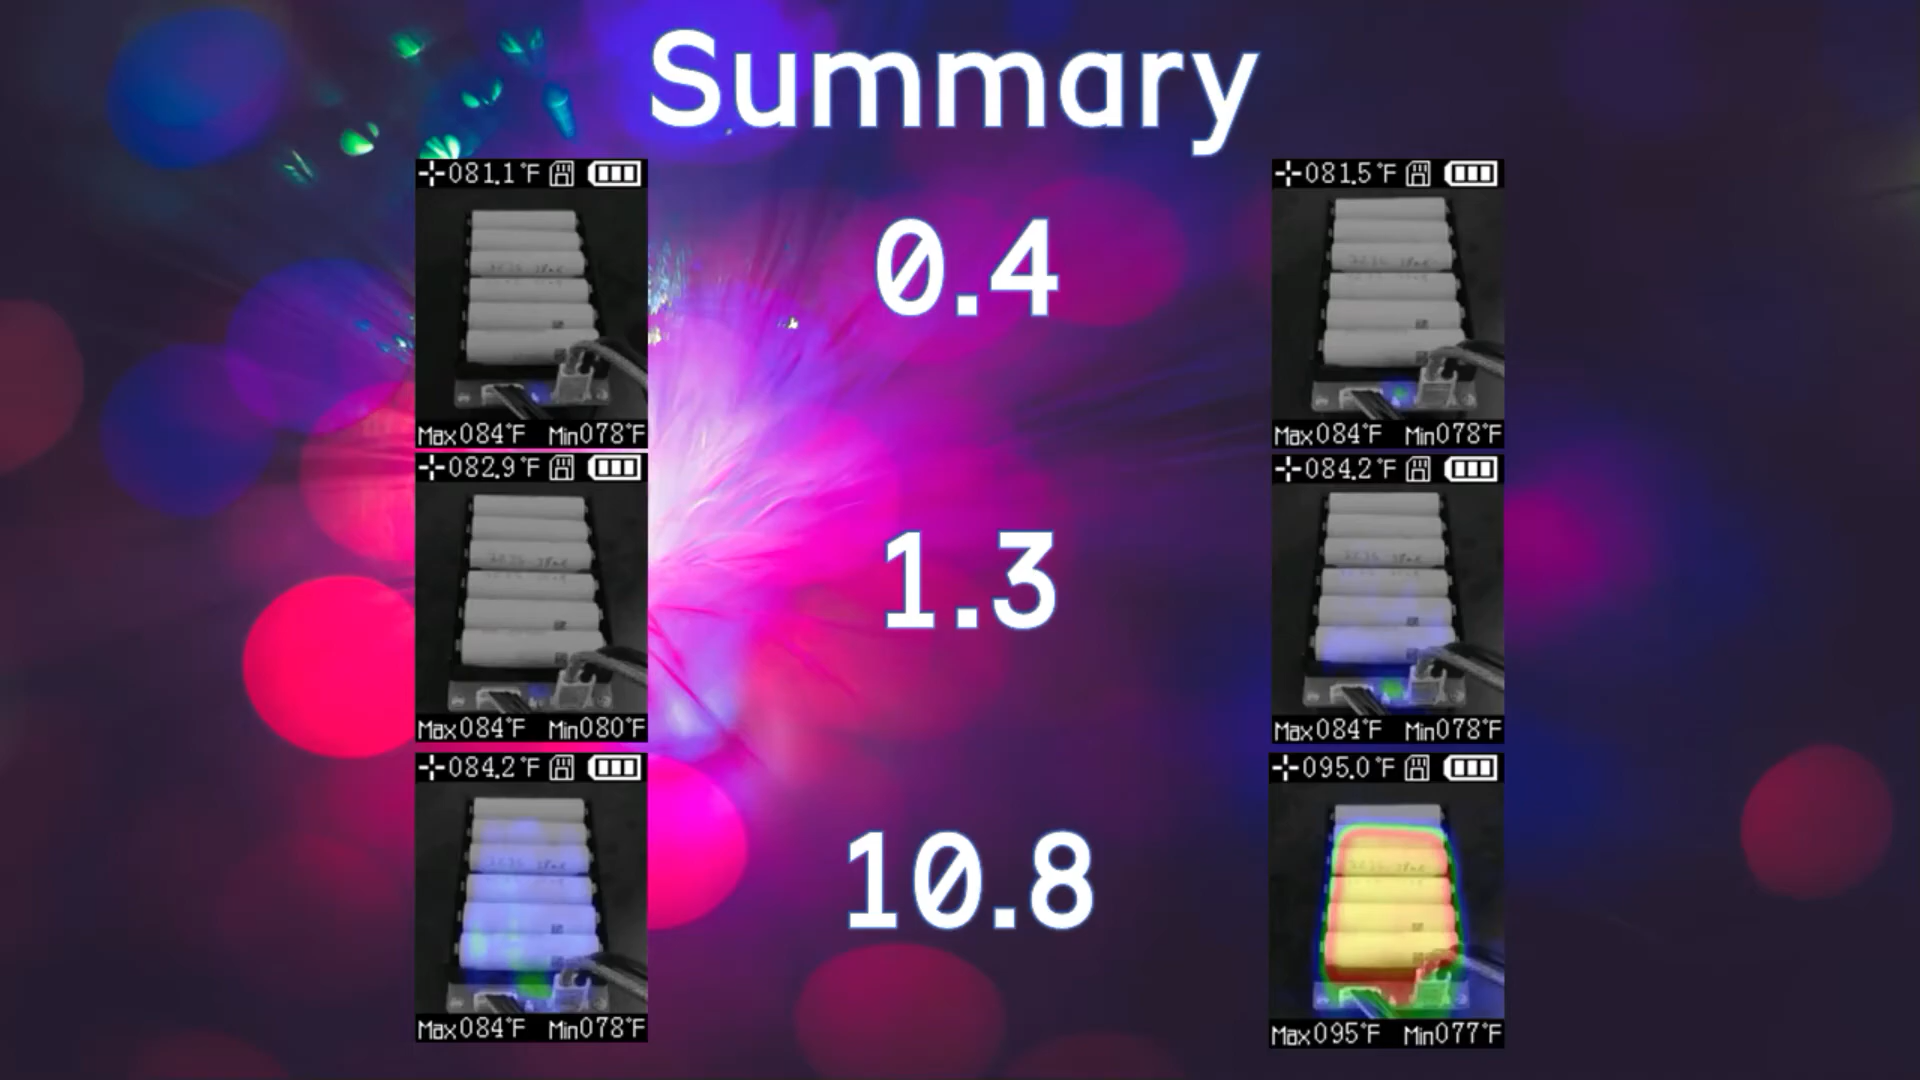 Summary
081.1°F
081.5°F
0.4
Max084°F Min078°F
Max084°F Min078°F
082.9°F
084.2°F
1.3
Max084°F Min080°F
Max084°F Min078°F
084.2°F
095.0°F
10.8
Max084°F Min078°F
Max095°F Min077°F